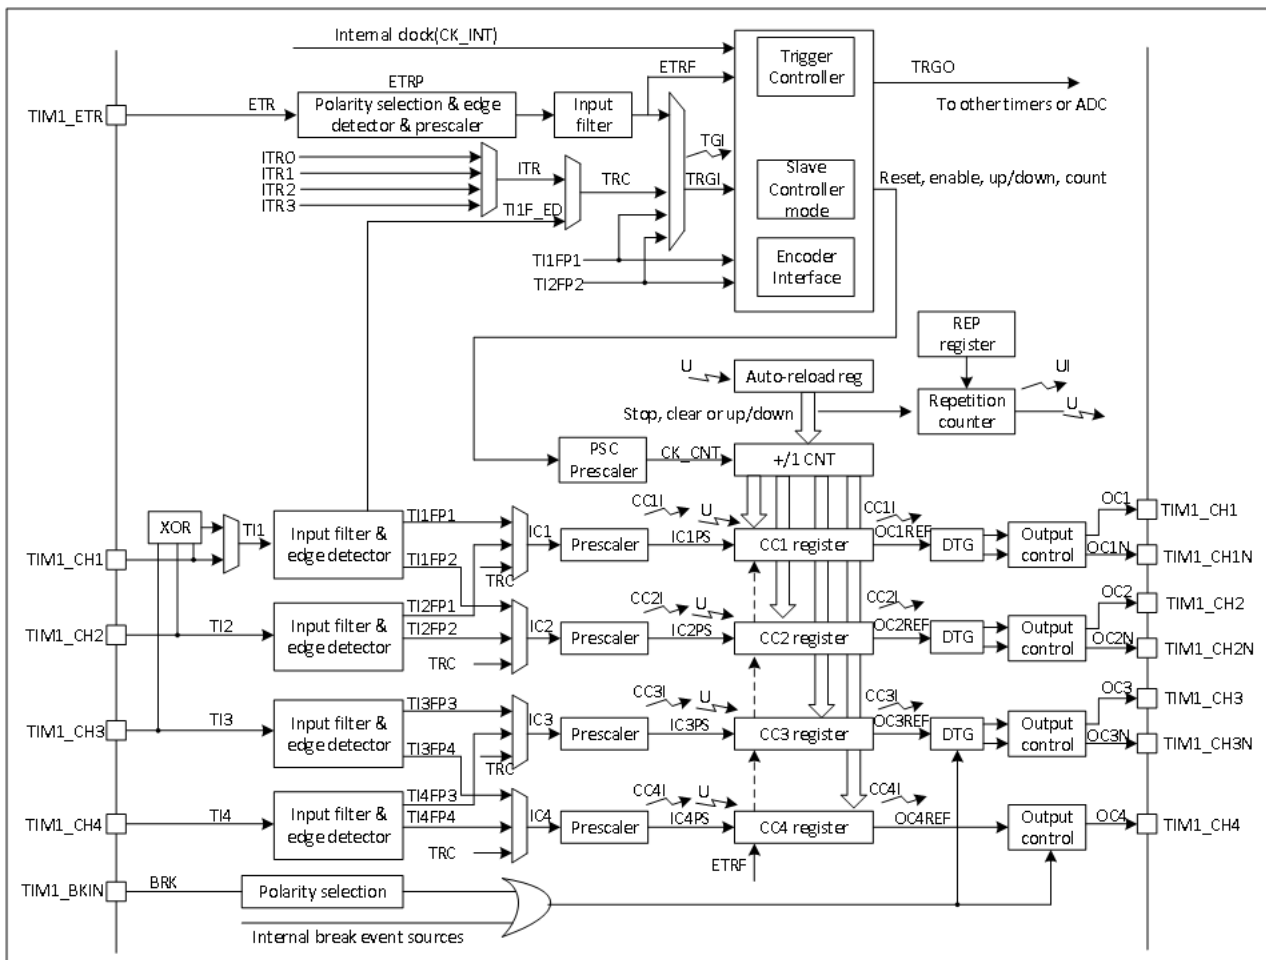 Internal clock(CK_INT)
Trigger
Controller
TRGO
To other timers or ADC
ETRF
ETRP
TIM1_ETR
ETR
Polarity selection & edge
detector & prescaler
Input
filter
TGI
ITR0
ITR1
ITR2
ITR3
ITR
TI1F_ED
TRC
TRGI
Slave
Controller
mode
Reset, enable, up/down, count
TI1FP1
TI2FP2
Encoder
Interface
REP
register
U
Auto-reload reg
UI
Stop, clear or up/down
Repetition
counter
U
PSC
Prescaler
CK_CNT
+/1 CNT
XOR
TI1
Input filter &
edge detector
TI1FP1
TI1FP2
TRC
IC1
Prescaler
CC1I
U
IC1PS
CC1 register
CC1I
OC1REF
DTG
Output
control
OC1
OC1N
TIM1_CH1
TIM1_CH1N
TIM1_CH1
TIM1_CH2
TI2
Input filter &
edge detector
TI2FP1
TI2FP2
TRC
IC2
Prescaler
CC2I
U
IC2PS
CC2 register
CC2I
OC2REF
DTG
Output
control
OC2
OC2N
TIM1_CH2
TIM1_CH2N
TIM1_CH3
TI3
Input filter &
edge detector
TI3FP3
TI3FP4
TRC
IC3
Prescaler
CC3I
U
IC3PS
CC3 register
CC3I
OC3REF
DTG
Output
control
OC3
OC3N
TIM1_CH3
TIM1_CH3N
TIM1_CH4
TI4
Input filter &
edge detector
TI4FP3
TI4FP4
TRC
IC4
Prescaler
CC4I
U
IC4PS
CC4 register
CC4I
OC4REF
Output
control
OC4
TIM1_CH4
ETRF
TIM1_BKIN
BRK
Polarity selection
Internal break event sources